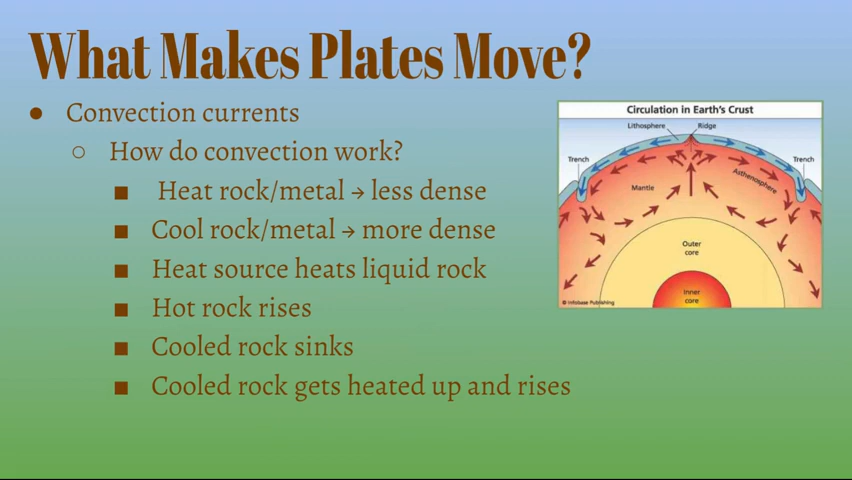 What Makes Plates Move?
● Convection currents
○ How do convection work?
■ Heat rock/metal → less dense
■ Cool rock/metal → more dense
■ Heat source heats liquid rock
■ Hot rock rises
■ Cooled rock sinks
■ Cooled rock gets heated up and rises
Circulation in Earth's Crust
Lithosphere
Ridge
Trench
Trench
Asthenosphere
Mantle
Outer
core
Inner
core
© Infobase Publishing